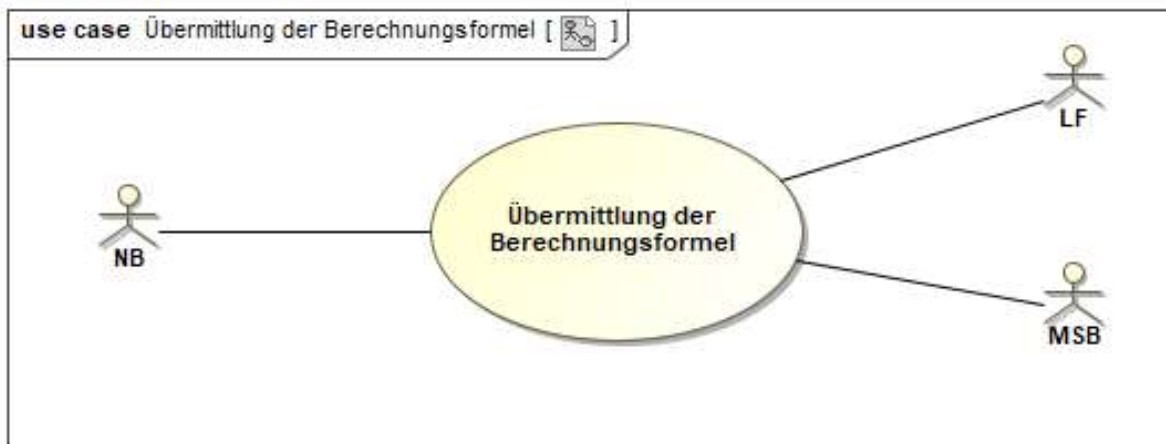 use case Übermittlung der Berechnungsformel [ ]
LF
Übermittlung der
Berechnungsformel
NB
MSB